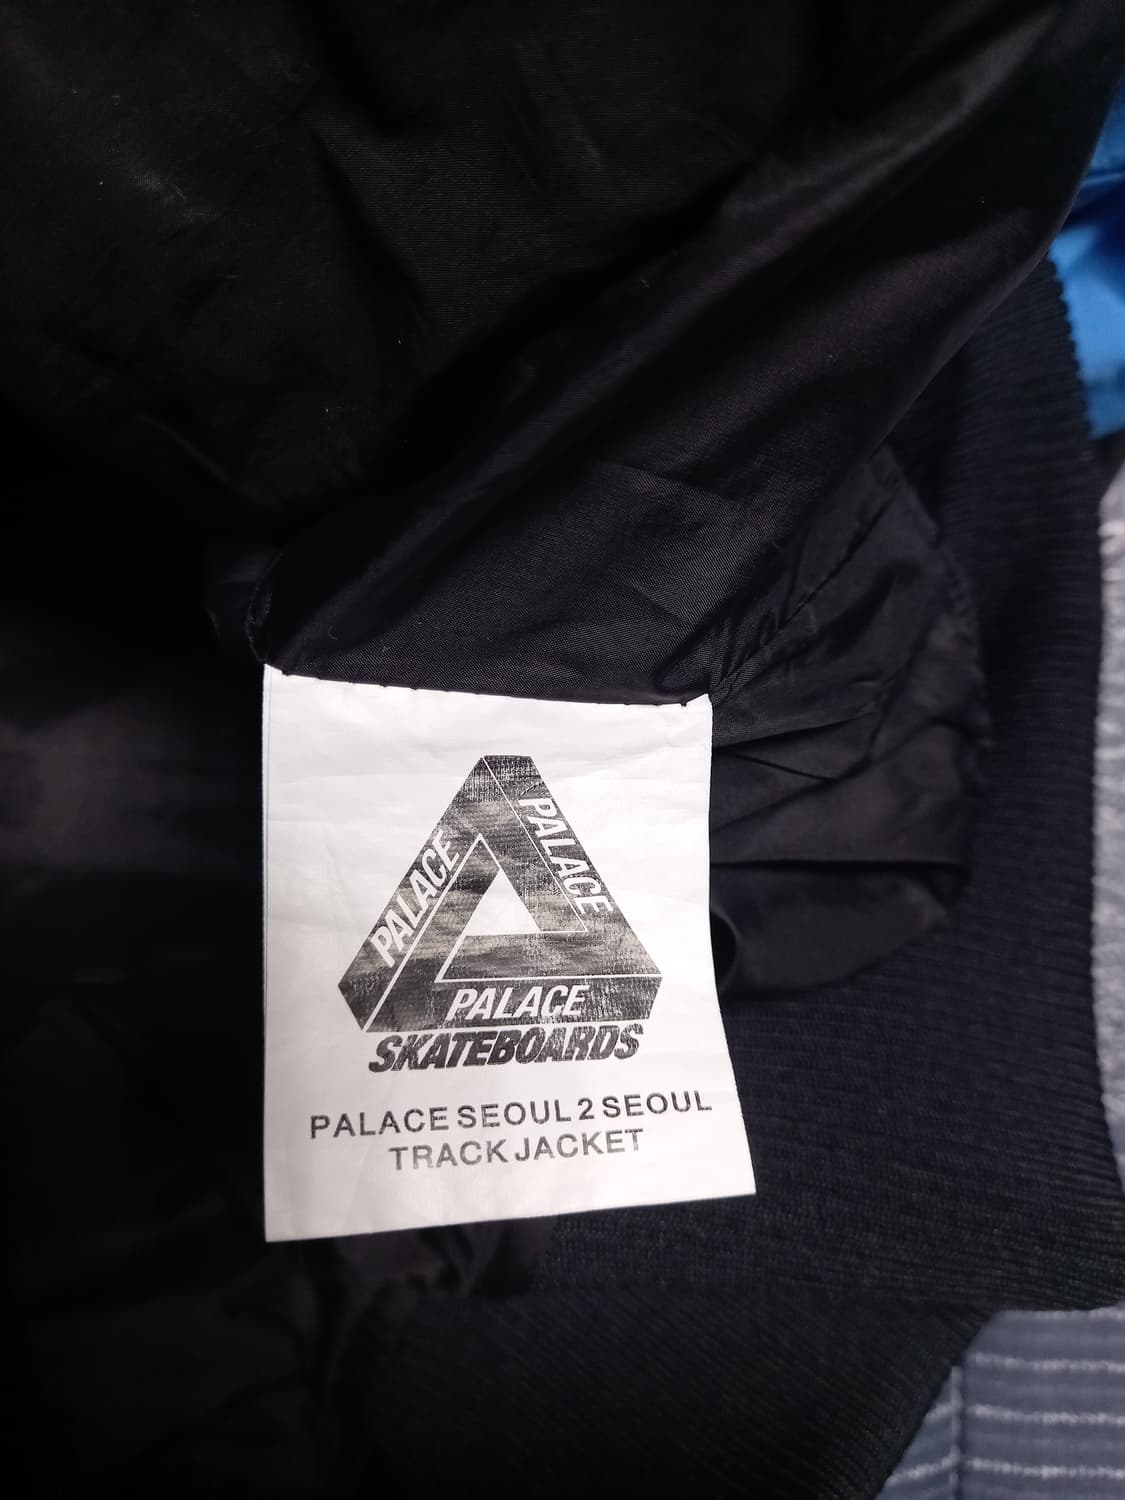 PALACE
PALACE
PALACE
SKATEBOARDS
PALACE SEOUL 2 SEOUL
TRACK JACKET